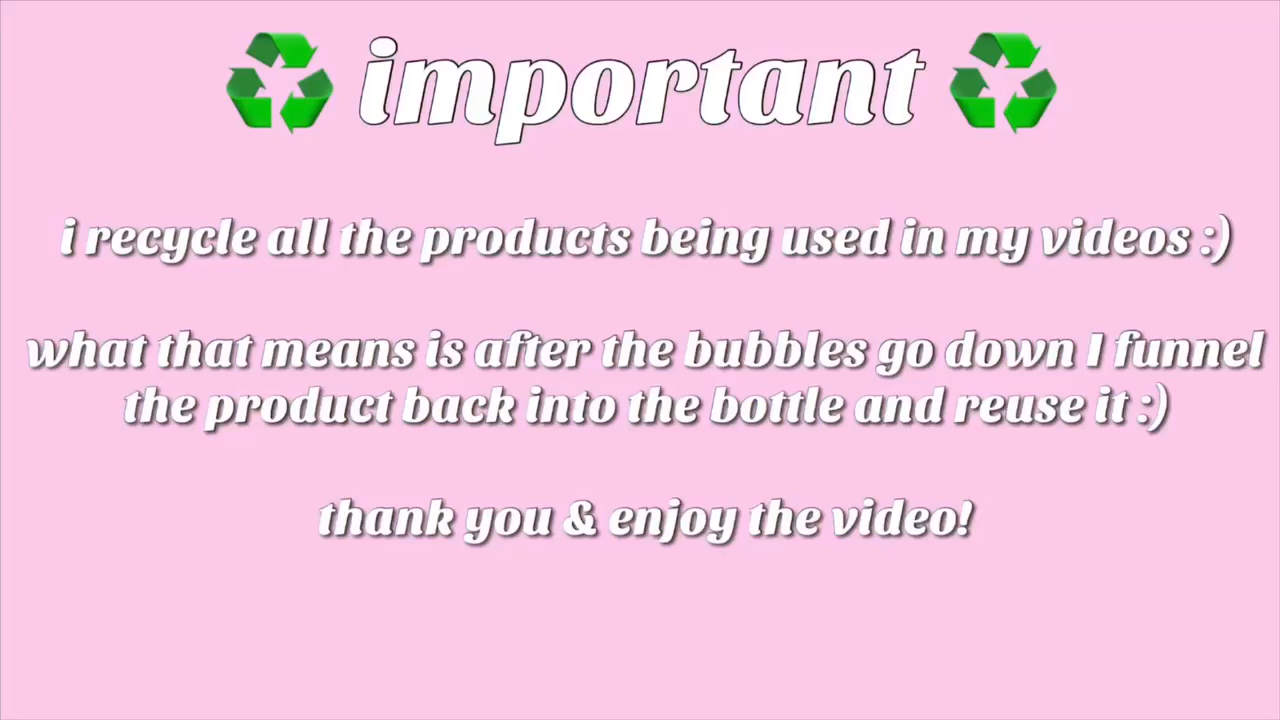 ♻️ important ♻️
i recycle all the products being used in my videos :)
what that means is after the bubbles go down I funnel
the product back into the bottle and reuse it :)
thank you & enjoy the video!